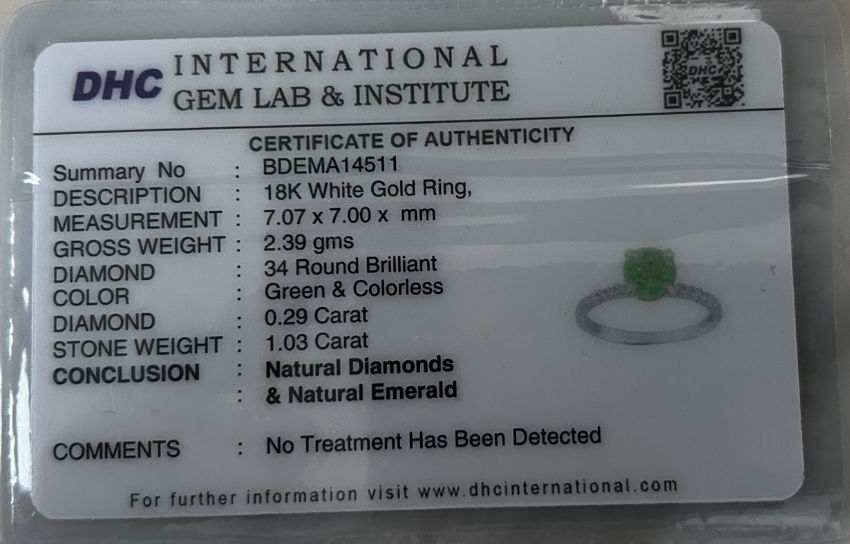 DHC INTERNATIONAL
GEM LAB & INSTITUTE
DHC
CERTIFICATE OF AUTHENTICITY
Summary No : BDEMA14511
DESCRIPTION : 18K White Gold Ring,
MEASUREMENT : 7.07 x 7.00 x mm
GROSS WEIGHT : 2.39 gms
DIAMOND : 34 Round Brilliant
COLOR : Green & Colorless
DIAMOND : 0.29 Carat
STONE WEIGHT : 1.03 Carat
CONCLUSION : Natural Diamonds
: & Natural Emerald
COMMENTS : No Treatment Has Been Detected
For further information visit www.dhcinternational.com